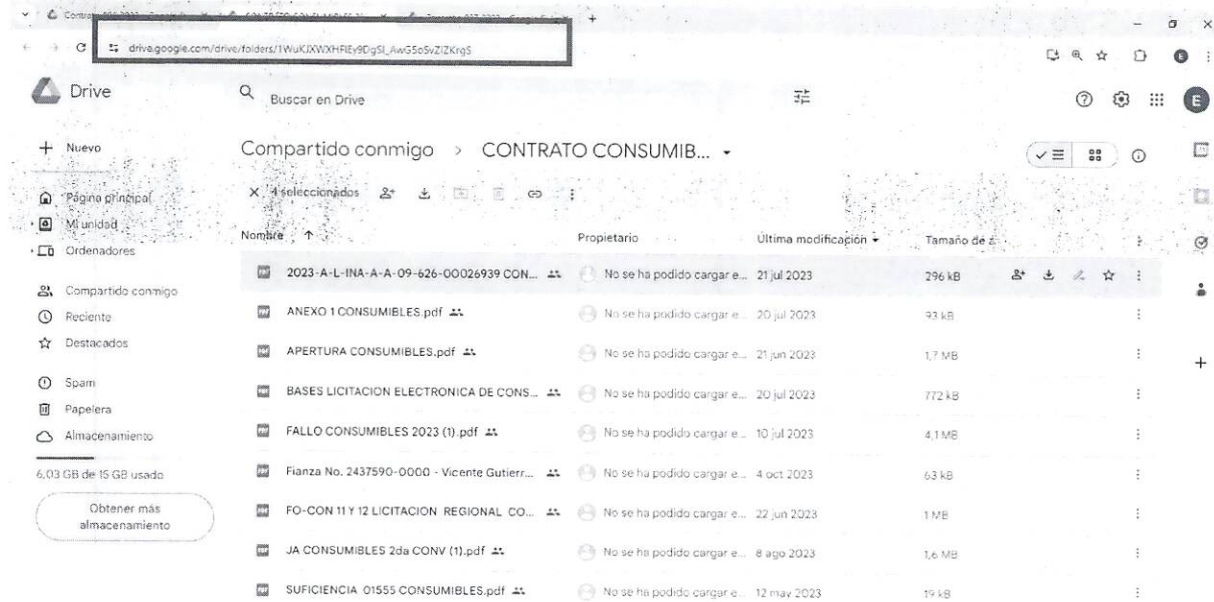 drive.google.com/drive/folders/
Drive
Buscar en Drive
E
Nuevo
Compartido conmigo > CONTRATO CONSUMIB...
4 seleccionados
Página principal
Mi unidad
Ordenadores
Compartido conmigo
Reciente
Destacados
Spam
Papelera
Almacenamiento
6,03 GB de 15 GB usado
Obtener más
almacenamiento
Nombre Propietario Última modificación Tamaño de
2023-A-L-INA-A-A-09-626-00026939 CON... No se ha podido cargar e... 21 jul 2023 296 kB
ANEXO 1 CONSUMIBLES.pdf No se ha podido cargar e... 20 jul 2023 93 kB
APERTURA CONSUMIBLES.pdf No se ha podido cargar e... 21 jun 2023 1,7 MB
BASES LICITACION ELECTRONICA DE CONS... No se ha podido cargar e... 20 jul 2023 772 kB
FALLO CONSUMIBLES 2023 (1).pdf No se ha podido cargar e... 10 jul 2023 4,1 MB
Fianza No. 2437590-0000 - Vicente Gutierr... No se ha podido cargar e... 4 oct 2023 63 kB
FO-CON 11 Y 12 LICITACION REGIONAL CO... No se ha podido cargar e... 22 jun 2023 1 MB
JA CONSUMIBLES 2da CONV (1).pdf No se ha podido cargar e... 8 ago 2023 1,6 MB
SUFICIENCIA 01555 CONSUMIBLES.pdf No se ha podido cargar e... 12 may 2023 19 kB